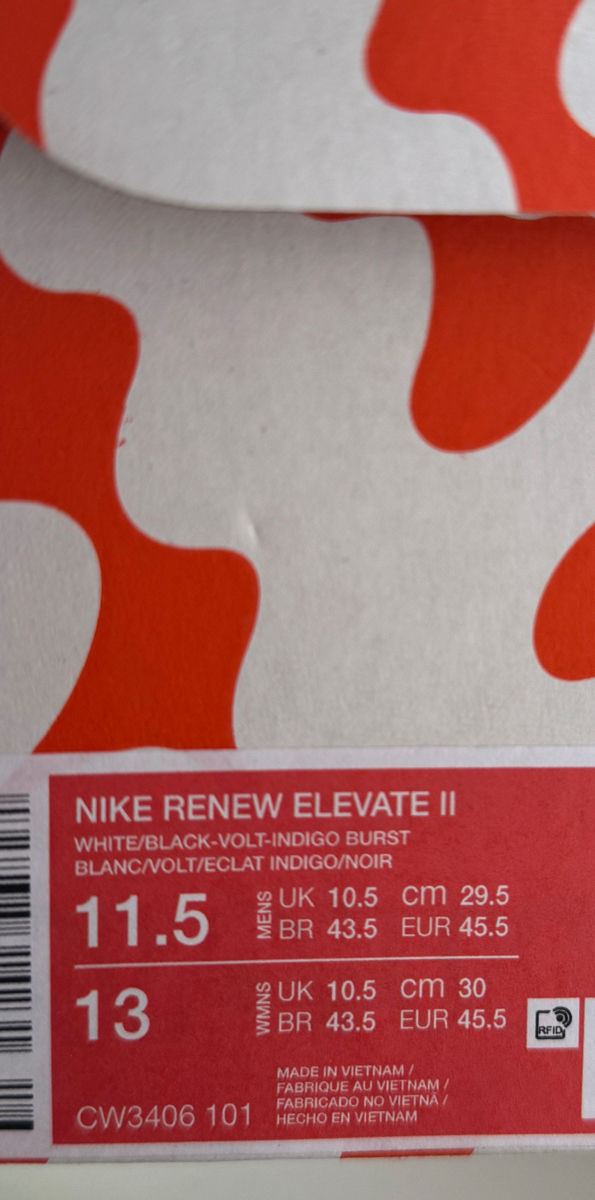 NIKE RENEW ELEVATE II
WHITE/BLACK-VOLT-INDIGO BURST
BLANC/VOLT/ECLAT INDIGO/NOIR
11.5 MENS UK 10.5 cm 29.5
BR 43.5 EUR 45.5
13 WMNS UK 10.5 cm 30
BR 43.5 EUR 45.5
RFID
MADE IN VIETNAM /
FABRIQUE AU VIETNAM /
FABRICADO NO VIETNÃ /
CW3406 101 HECHO EN VIETNAM